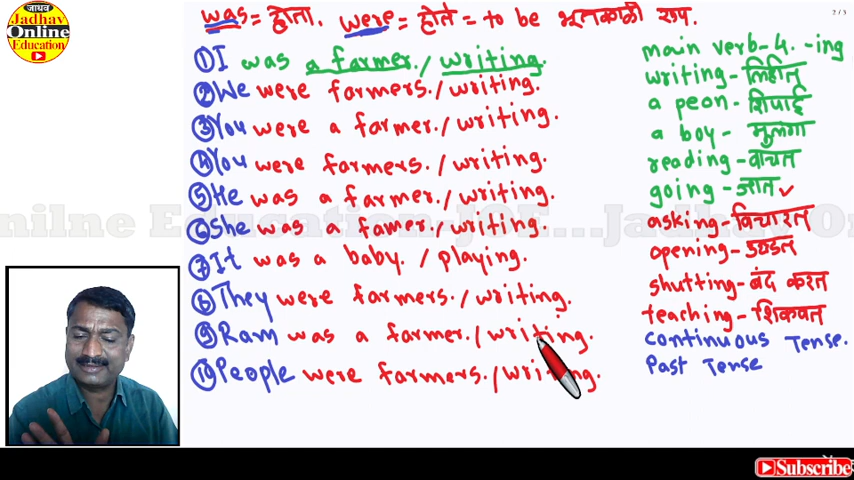 जाधव
Jadhav
Online
Education
was = होता. were = होते = to be भूतकाळी रूप.
2/5
① I was a farmer./ writing.
② We were farmers./ writing.
③ You were a farmer./ writing.
④ You were farmers./ writing.
⑤ He was a farmer./ writing.
⑥ She was a famer./ writing.
⑦ It was a baby. / playing.
⑧ They were farmers./ writing.
⑨ Ram was a farmer./ writing.
⑩ People were farmers./ writing.
main verb-4. -ing
writing - लिहीत
a peon - शिपाई
a boy - मुलगा
reading - वाचत
going - जात ✓
asking - विचारत
opening - उघडत
shutting - बंद करत
teaching - शिकवत
Continuous Tense.
Past Tense
Subscribe